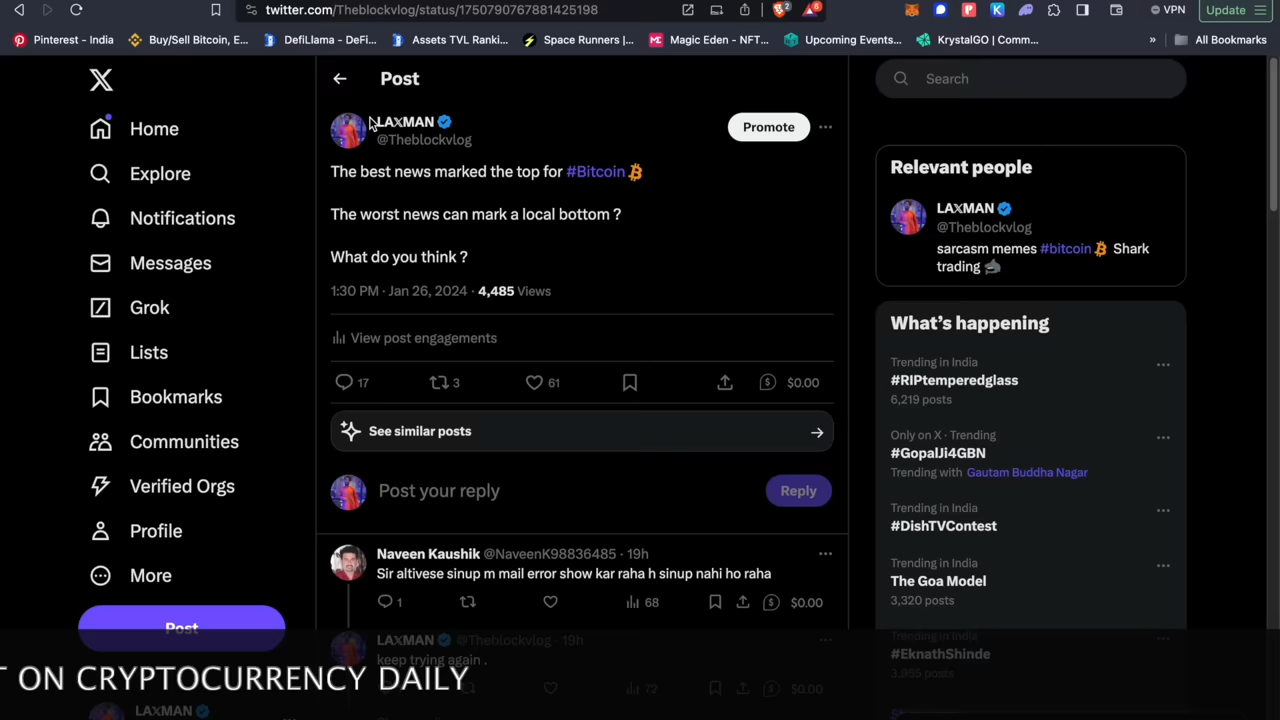 twitter.com/Theblockvlog/status/1750790767881425198
2
6
VPN
Update
Pinterest - India
Buy/Sell Bitcoin, E...
DefiLlama - DeFi...
Assets TVL Ranki...
Space Runners |...
Magic Eden - NFT...
Upcoming Events...
KrystalGO | Comm...
»
All Bookmarks
Home
Explore
Notifications
Messages
Grok
Lists
Bookmarks
Communities
Verified Orgs
Profile
More
Post
Post
LAXMAN
@Theblockvlog
Promote
The best news marked the top for #Bitcoin
The worst news can mark a local bottom ?
What do you think ?
1:30 PM · Jan 26, 2024 · 4,485 Views
View post engagements
17 3 61 $0.00
See similar posts
Post your reply
Reply
Naveen Kaushik @NaveenK98836485 · 19h
Sir altivese sinup m mail error show kar raha h sinup nahi ho raha
1 68 $0.00
LAXMAN @Theblockvlog · 19h
keep trying again .
72 $0.00
LAXMAN
Search
Relevant people
LAXMAN
@Theblockvlog
sarcasm memes #bitcoin Shark
trading
What's happening
Trending in India
#RIPtemperedglass
6,219 posts
Only on X · Trending
#GopalJi4GBN
Trending with Gautam Buddha Nagar
Trending in India
#DishTVContest
Trending in India
The Goa Model
3,320 posts
Trending in India
#EknathShinde
3,965 posts
T ON CRYPTOCURRENCY DAILY